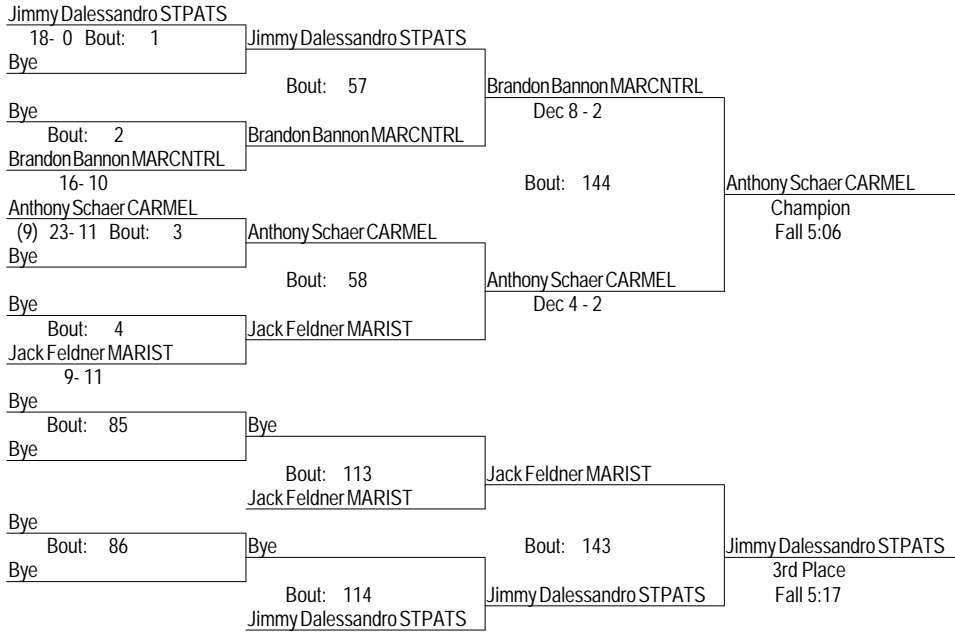 Jimmy Dalessandro STPATS
18- 0 Bout: 1
Jimmy Dalessandro STPATS
Bye
Bout: 57
Brandon Bannon MARCNTRL
Bye
Dec 8 - 2
Bout: 2
Brandon Bannon MARCNTRL
Brandon Bannon MARCNTRL
16- 10
Bout: 144
Anthony Schaer CARMEL
Anthony Schaer CARMEL
Champion
(9) 23- 11 Bout: 3
Anthony Schaer CARMEL
Fall 5:06
Bye
Bout: 58
Anthony Schaer CARMEL
Bye
Dec 4 - 2
Bout: 4
Jack Feldner MARIST
Jack Feldner MARIST
9- 11
Bye
Bout: 85
Bye
Bye
Bout: 113
Jack Feldner MARIST
Jack Feldner MARIST
Bye
Bout: 86
Bye
Bout: 143
Jimmy Dalessandro STPATS
Bye
3rd Place
Bout: 114
Jimmy Dalessandro STPATS
Fall 5:17
Jimmy Dalessandro STPATS